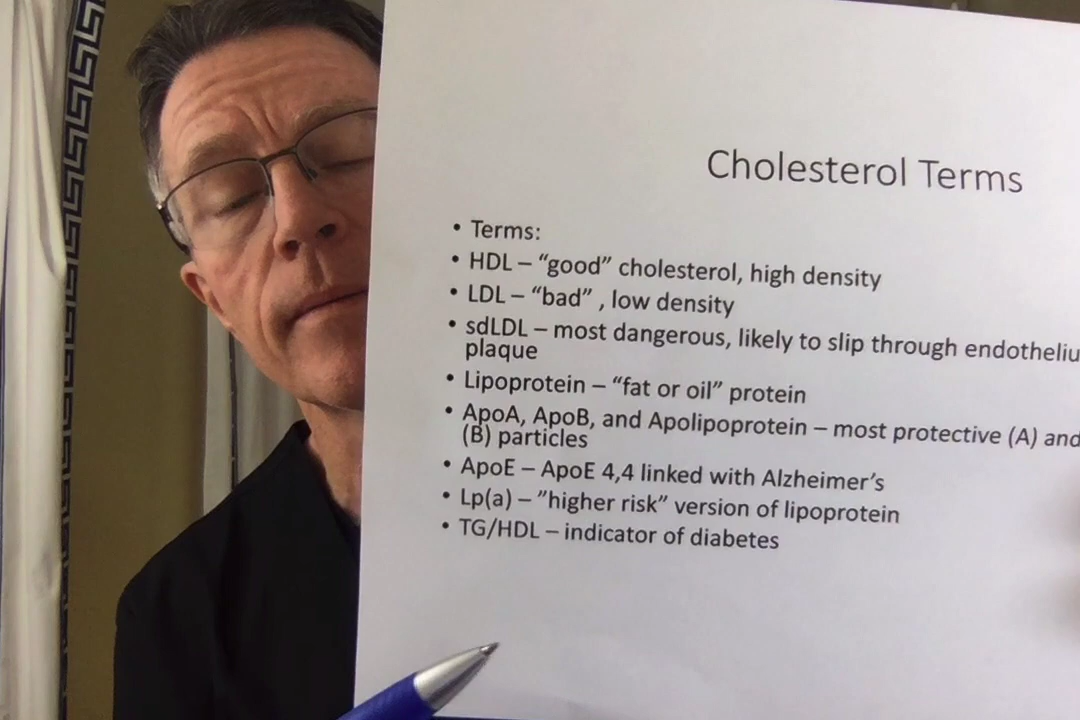 Cholesterol Terms
• Terms:
• HDL – “good” cholesterol, high density
• LDL – “bad” , low density
• sdLDL – most dangerous, likely to slip through
plaque
• Lipoprotein – “fat or oil” protein
• ApoA, ApoB, and Apolipoprotein – most protective (A) and
(B) particles
• ApoE – ApoE 4,4 linked with Alzheimer’s
• Lp(a) – ”higher risk” version of lipoprotein
• TG/HDL – indicator of diabetes